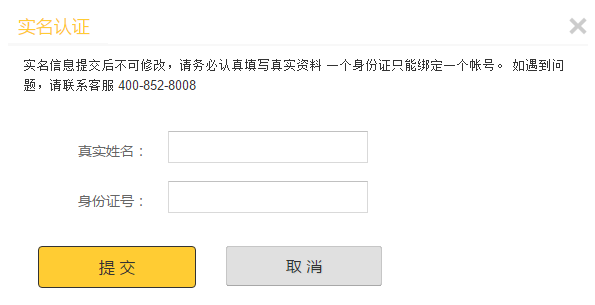 实名认证
实名信息提交后不可修改，请务必认真填写真实资料 一个身份证只能绑定一个帐号。 如遇到问
题，请联系客服 400-852-8008
真实姓名：
身份证号：
提 交 取 消